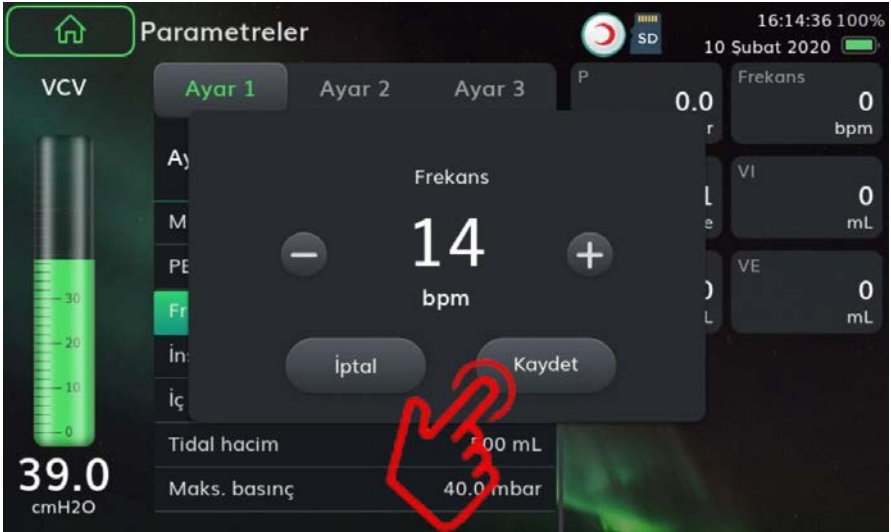 Parametreler
SD
16:14:36 100%
10 Şubat 2020
VCV
Ayar 1
Ayar 2
Ayar 3
P
0.0
Frekans
0
bpm
VI
0
mL
VE
0
mL
Frekans
14
bpm
İptal
Kaydet
30
20
10
0
39.0
cmH2O
Tidal hacim
500 mL
Maks. basınç
40.0 mbar